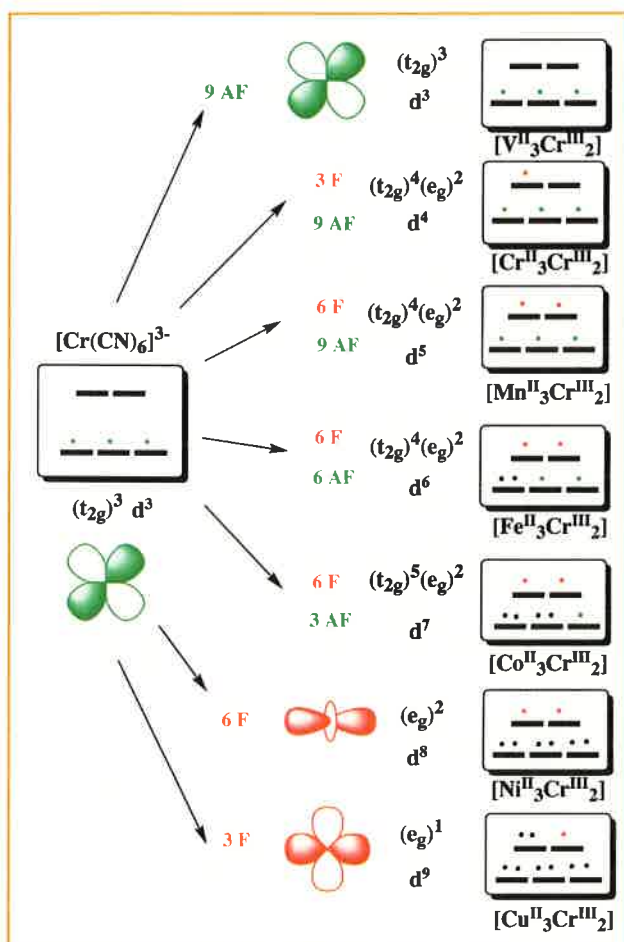 (t2g)3
9 AF
d3
[VII3CrIII2]
3 F (t2g)4(eg)2
9 AF d4
[CrII3CrIII2]
6 F (t2g)4(eg)2
9 AF d5
[MnII3CrIII2]
[Cr(CN)6]3-
6 F (t2g)4(eg)2
6 AF d6
[FeII3CrIII2]
(t2g)3 d3
6 F (t2g)5(eg)2
3 AF d7
[CoII3CrIII2]
6 F (eg)2
d8
[NiII3CrIII2]
3 F (eg)1
d9
[CuII3CrIII2]